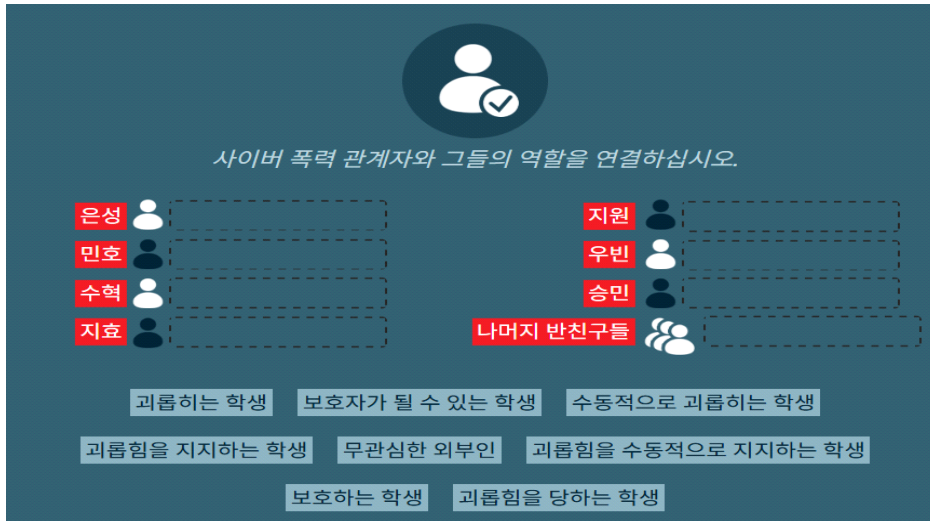 사이버 폭력 관계자와 그들의 역할을 연결하십시오.
은성 지원
민호 우빈
수혁 승민
지효 나머지 반친구들
괴롭히는 학생 보호자가 될 수 있는 학생 수동적으로 괴롭히는 학생
괴롭힘을 지지하는 학생 무관심한 외부인 괴롭힘을 수동적으로 지지하는 학생
보호하는 학생 괴롭힘을 당하는 학생